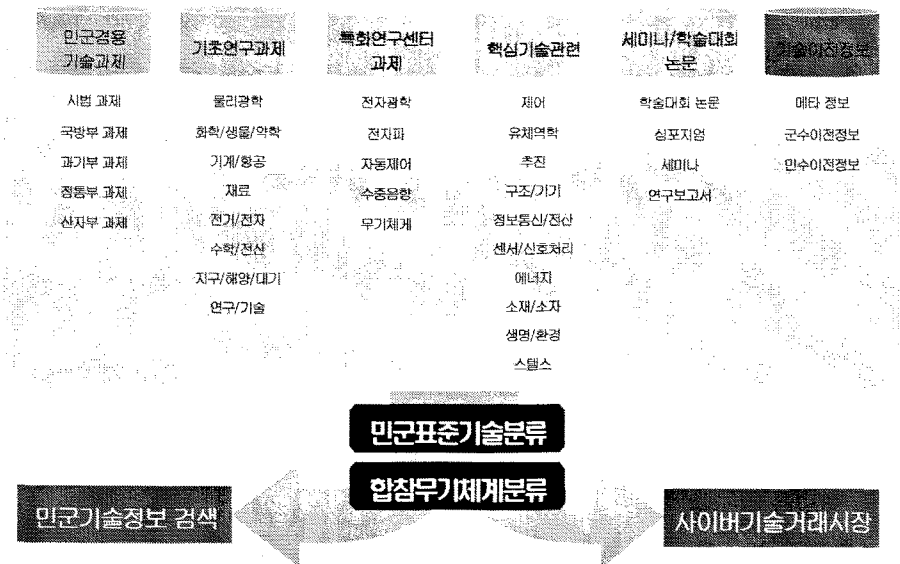 민군겸용
기술과제
시범 과제
국방부 과제
과기부 과제
정통부 과제
산자부 과제
기초연구과제
물리광학
화학/생물/약학
기계/항공
재료
전기/전자
수학/전산
지구/해양/대기
연구/기술
특화연구센터
과제
전자광학
전자파
자동제어
수중음향
무기체계
핵심기술관련
제어
유체역학
추진
구조/기기
정보통신/전산
센서/신호처리
에너지
소재/소자
생명/환경
스텔스
세미나/학술대회
논문
학술대회 논문
심포지엄
세미나
연구보고서
기술이전정보
메타 정보
군수이전정보
민수이전정보
민군표준기술분류
합참무기체계분류
민군기술정보 검색
사이버기술거래시장